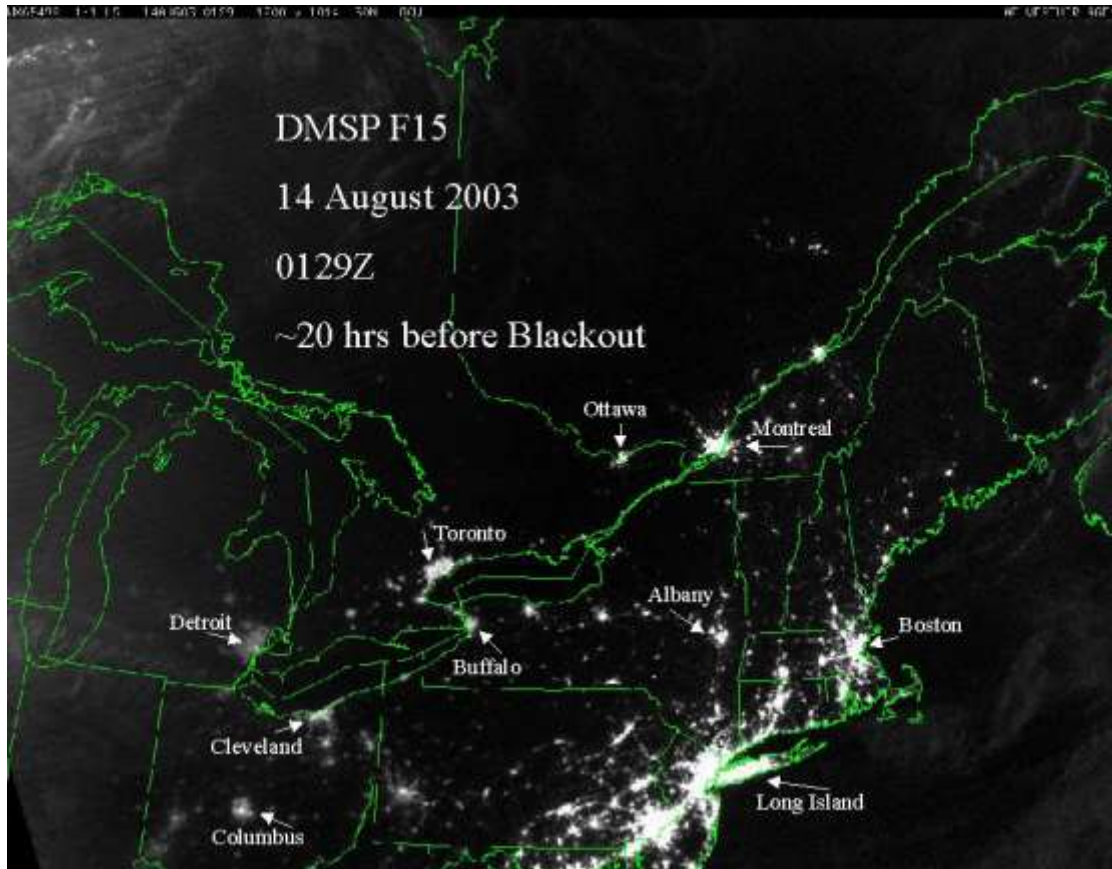 DMSP F15
14 August 2003
0129Z
~20 hrs before Blackout
Ottawa
Montreal
Toronto
Albany
Detroit
Boston
Buffalo
Cleveland
Long Island
Columbus